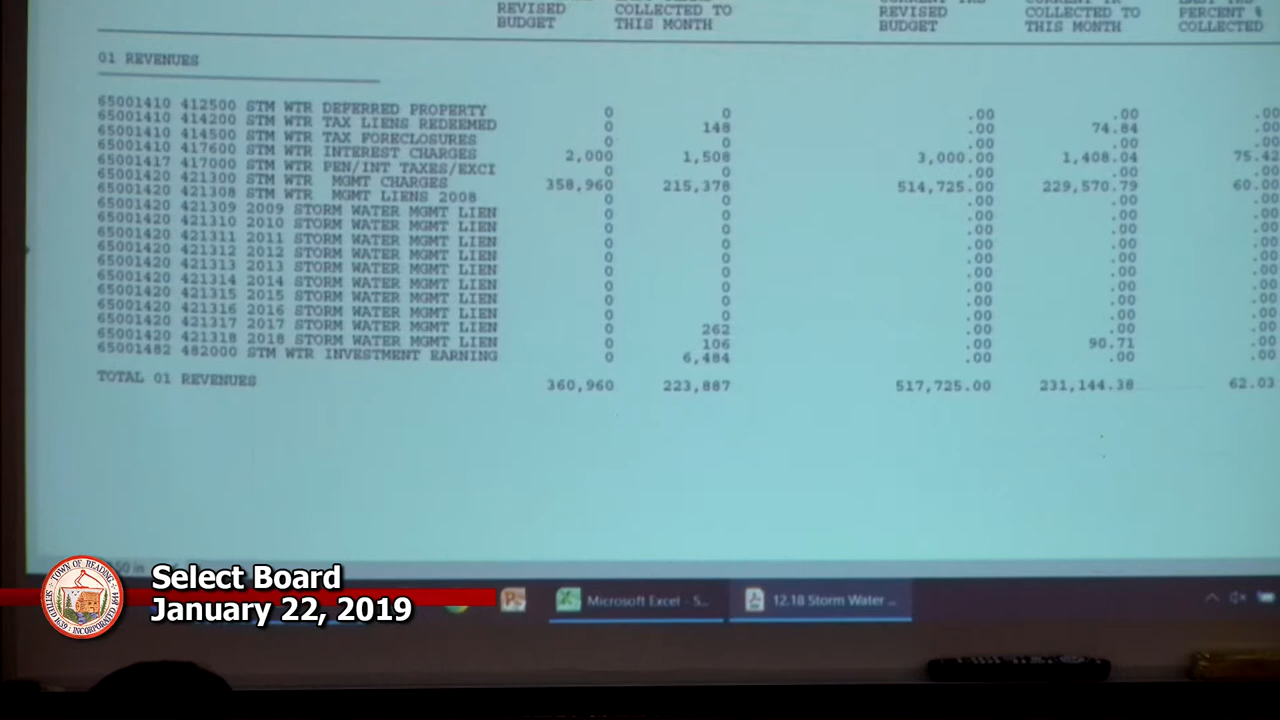 REVISED COLLECTED TO REVISED COLLECTED TO PERCENT %
BUDGET THIS MONTH BUDGET THIS MONTH COLLECTED
01 REVENUES
65001410 412500 STM WTR DEFERRED PROPERTY 0 0 .00 .00 .00
65001410 414200 STM WTR TAX LIENS REDEEMED 0 148 .00 74.84 .00
65001410 414500 STM WTR TAX FORECLOSURES 0 0 .00 .00 .00
65001410 417600 STM WTR INTEREST CHARGES 2,000 1,508 3,000.00 1,408.04 75.42
65001417 417000 STM WTR PEN/INT TAXES/EXCI 0 0 .00 .00 .00
65001420 421300 STM WTR MGMT CHARGES 358,960 215,378 514,725.00 229,570.79 60.00
65001420 421308 STM WTR MGMT LIENS 2008 0 0 .00 .00 .00
65001420 421309 2009 STORM WATER MGMT LIEN 0 0 .00 .00 .00
65001420 421310 2010 STORM WATER MGMT LIEN 0 0 .00 .00 .00
65001420 421311 2011 STORM WATER MGMT LIEN 0 0 .00 .00 .00
65001420 421312 2012 STORM WATER MGMT LIEN 0 0 .00 .00 .00
65001420 421313 2013 STORM WATER MGMT LIEN 0 0 .00 .00 .00
65001420 421314 2014 STORM WATER MGMT LIEN 0 0 .00 .00 .00
65001420 421315 2015 STORM WATER MGMT LIEN 0 0 .00 .00 .00
65001420 421316 2016 STORM WATER MGMT LIEN 0 0 .00 .00 .00
65001420 421317 2017 STORM WATER MGMT LIEN 0 262 .00 .00 .00
65001420 421318 2018 STORM WATER MGMT LIEN 0 106 .00 90.71 .00
65001482 482000 STM WTR INVESTMENT EARNING 0 6,484 .00 .00 .00
TOTAL 01 REVENUES 360,960 223,887 517,725.00 231,144.38 62.03
TOWN OF READING
SETTLED 1639 INCORPORATED 1644
Select Board
January 22, 2019
Microsoft Excel - S...
12.18 Storm Water ...